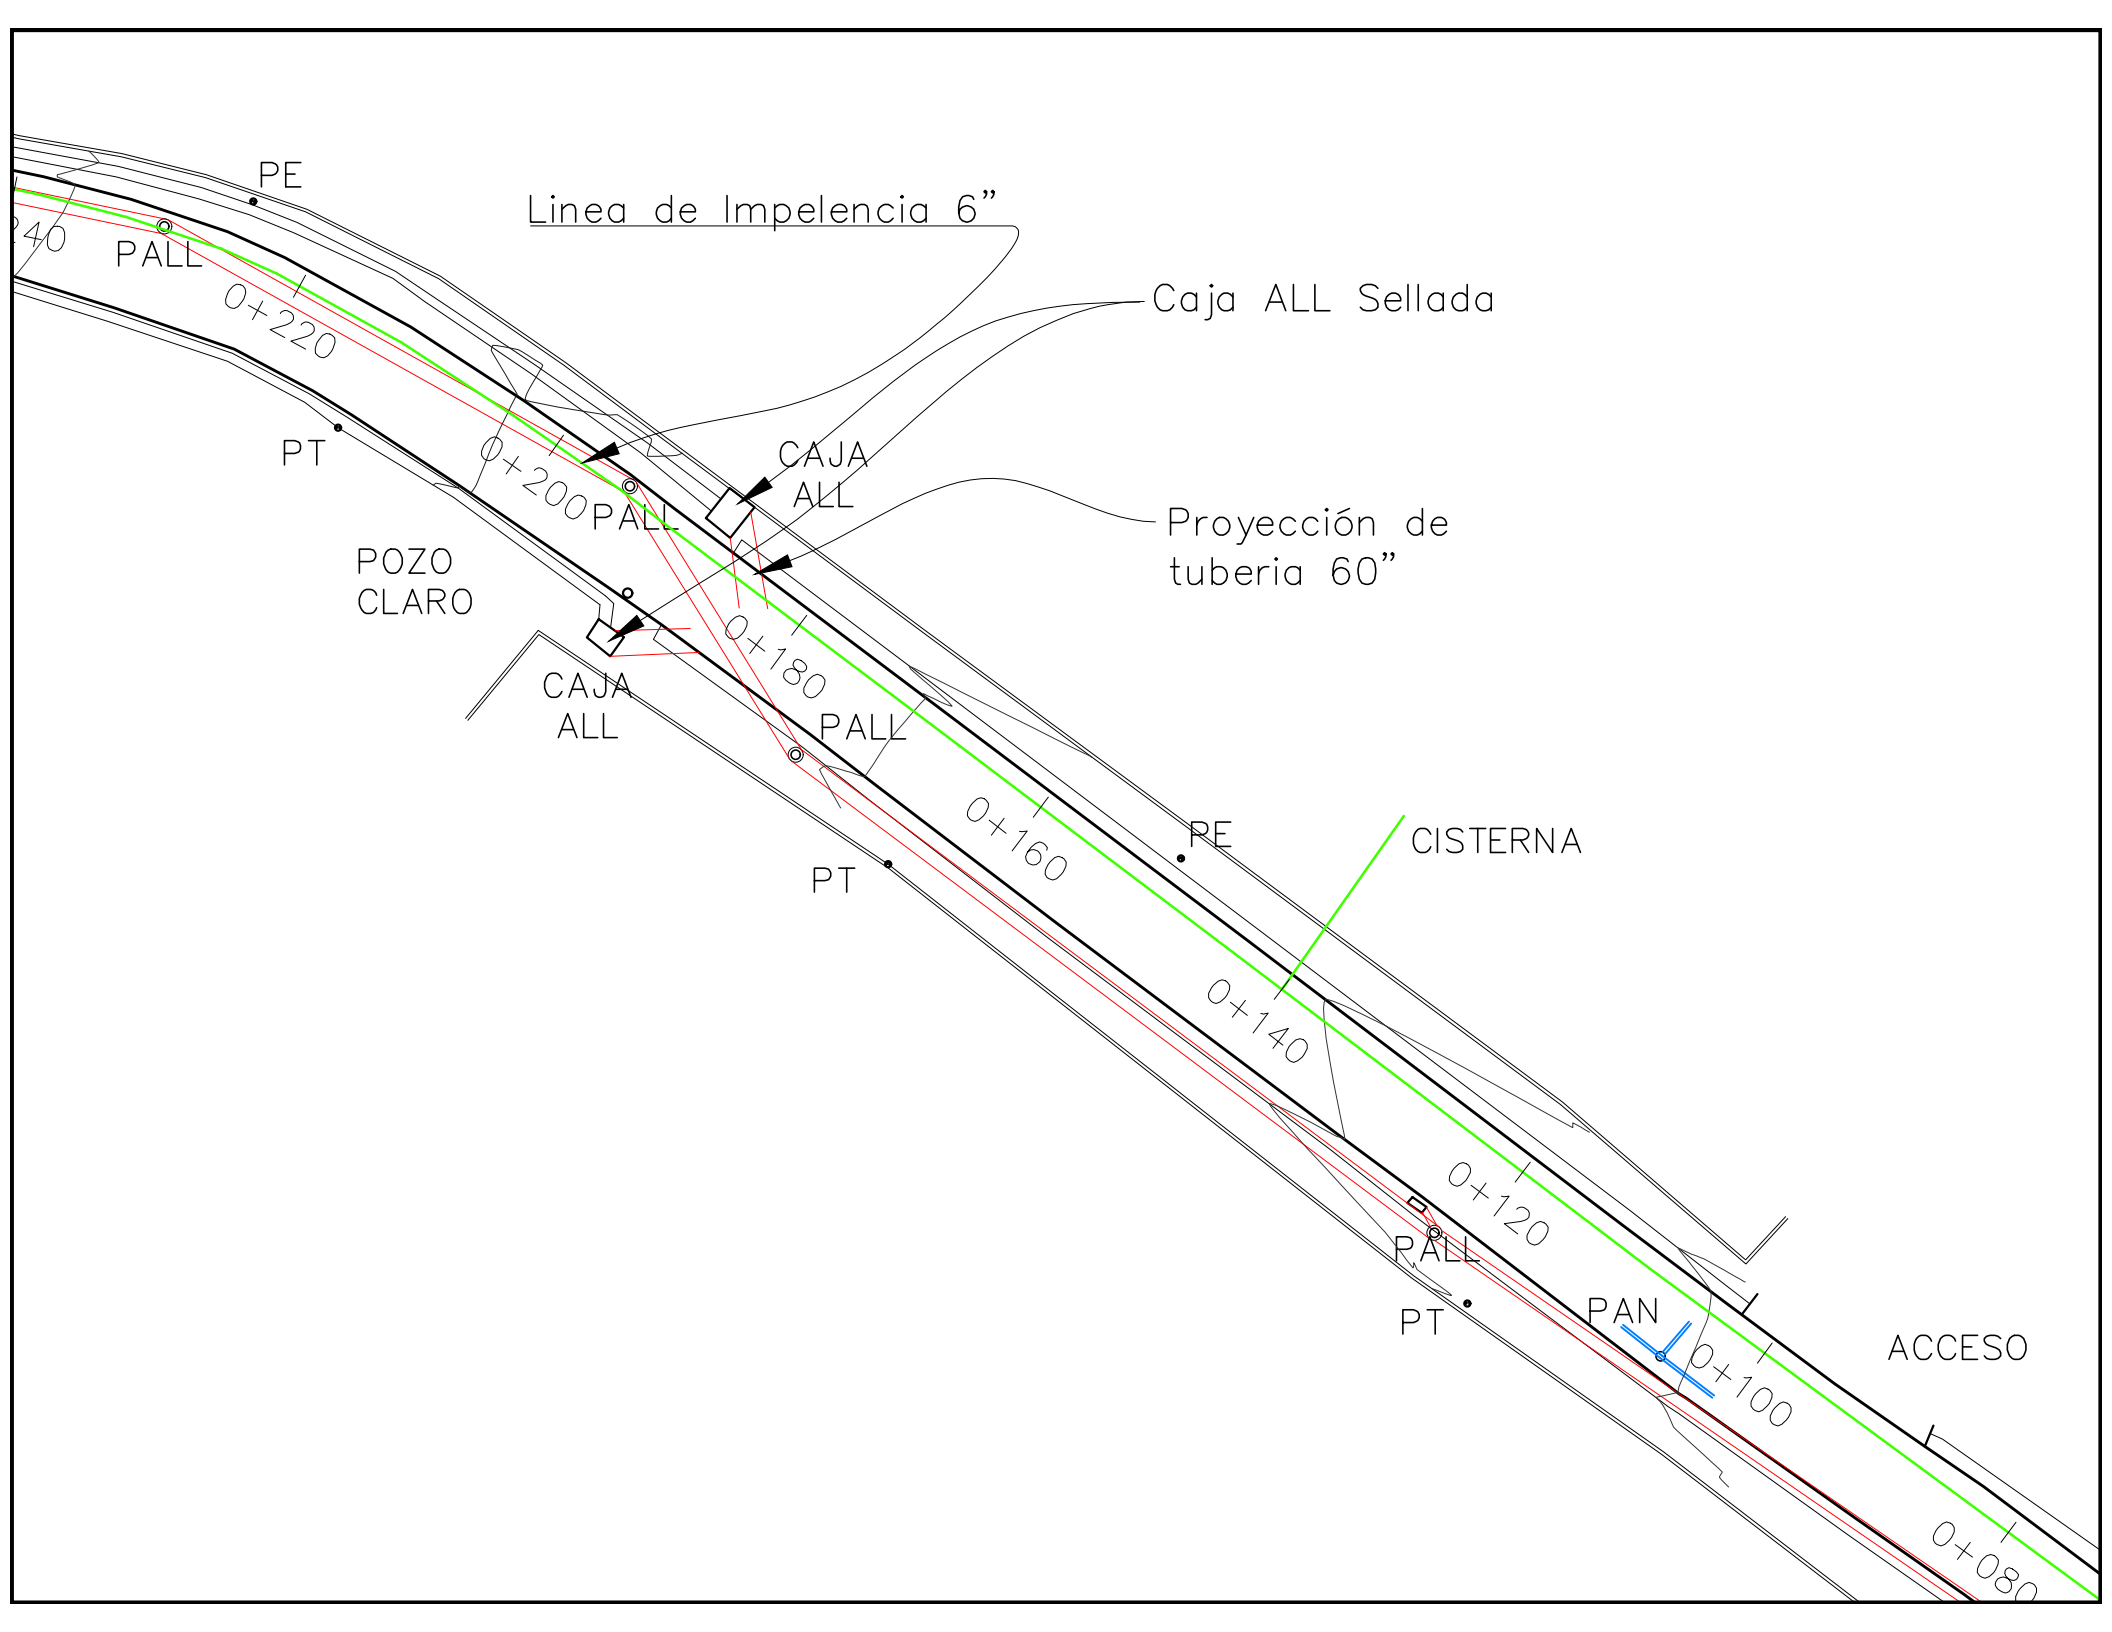 PE
Linea de Impelencia 6”
240
PALL
0+220
Caja ALL Sellada
PT
0+200
CAJA
ALL
PALL
Proyección de
tuberia 60”
POZO
CLARO
0+180
CAJA
ALL
PALL
PE
CISTERNA
0+160
PT
0+140
0+120
PALL
PT
PAN
0+100
ACCESO
0+080